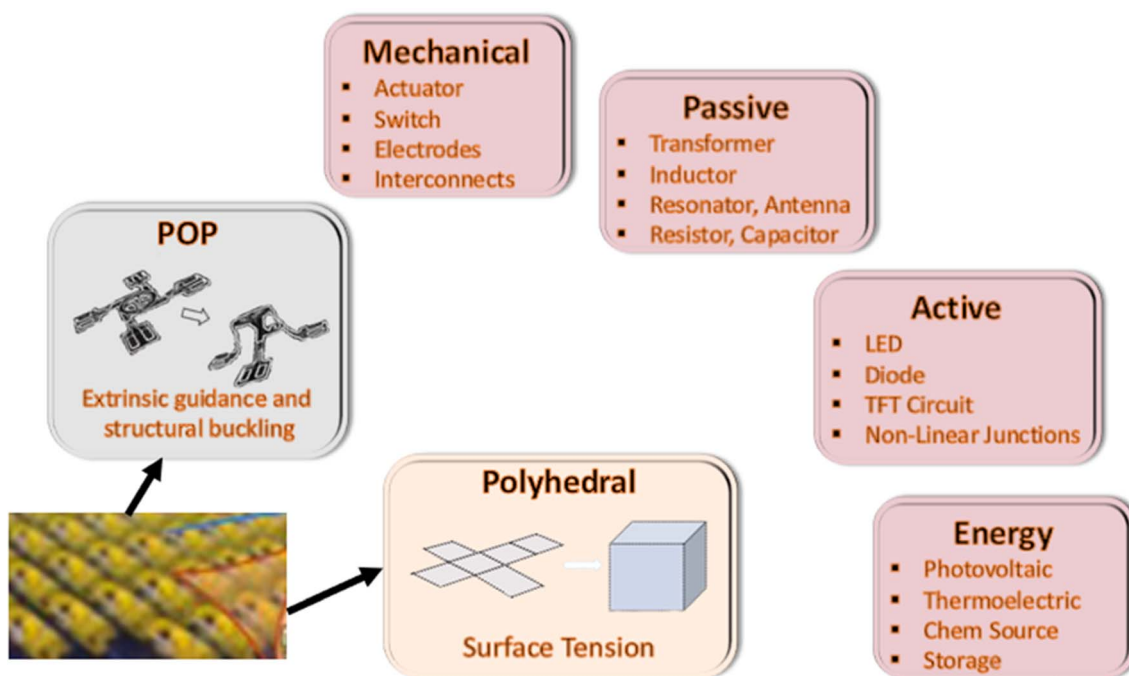 Mechanical
Actuator
Switch
Electrodes
Interconnects
Passive
Transformer
Inductor
Resonator, Antenna
Resistor, Capacitor
POP
Extrinsic guidance and
structural buckling
Active
LED
Diode
TFT Circuit
Non-Linear Junctions
Polyhedral
Surface Tension
Energy
Photovoltaic
Thermoelectric
Chem Source
Storage